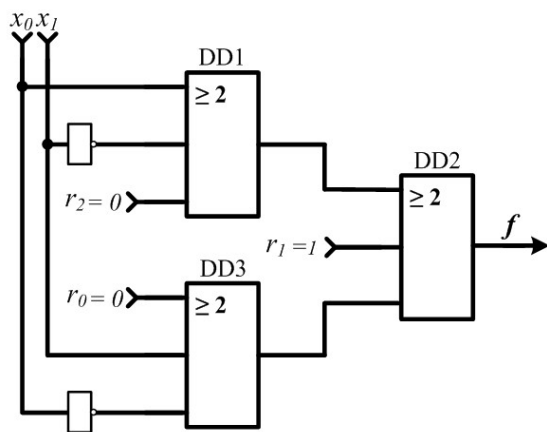 x₀ x₁
DD1
≥ 2
r₂ = 0
DD2
≥ 2
r₁ = 1
f
DD3
r₀ = 0
≥ 2